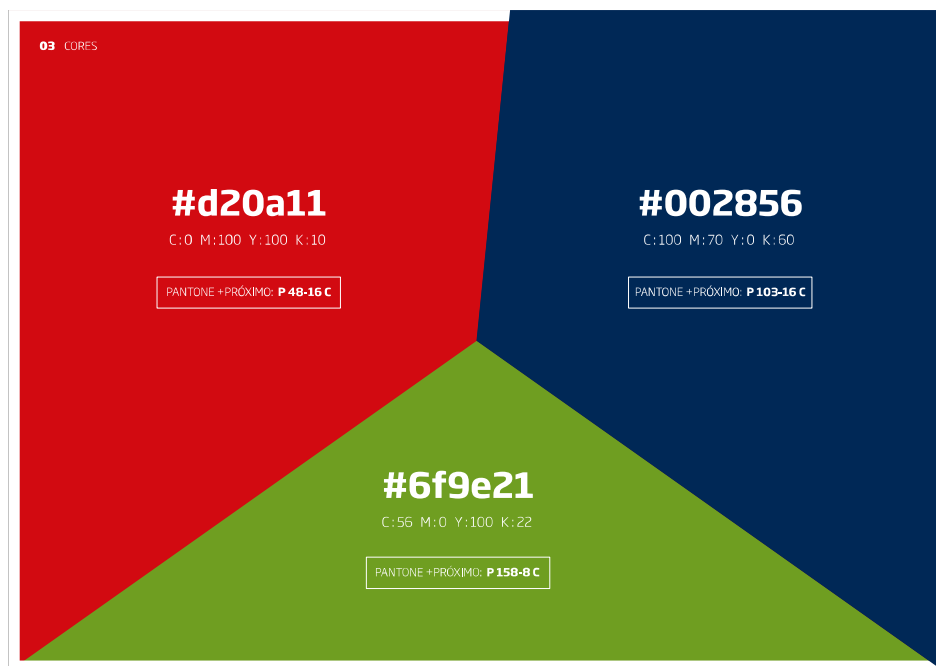 03 CORES
#d20a11
C:0 M:100 Y:100 K:10
PANTONE +PRÓXIMO: P 48-16 C
#002856
C:100 M:70 Y:0 K:60
PANTONE +PRÓXIMO: P 103-16 C
#6f9e21
C:56 M:0 Y:100 K:22
PANTONE +PRÓXIMO: P 158-8 C